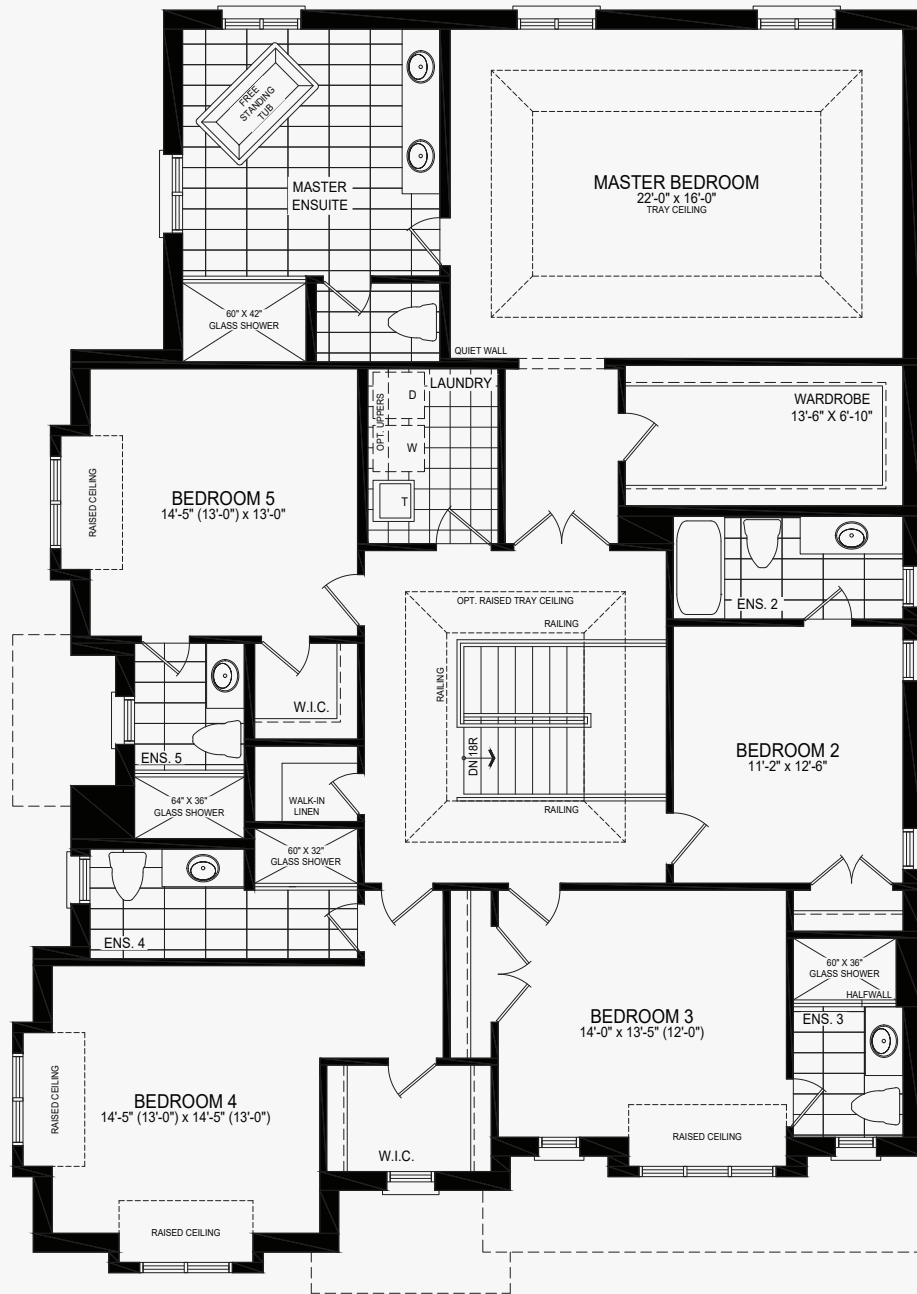 FREE
STANDING
TUB
MASTER
ENSUITE
MASTER BEDROOM
22'-0" x 16'-0"
TRAY CEILING
60" X 42"
GLASS SHOWER
QUIET WALL
LAUNDRY
OPT. UPPERS
D
W
T
WARDROBE
13'-6" X 6'-10"
RAISED CEILING
BEDROOM 5
14'-5" (13'-0") x 13'-0"
ENS. 2
OPT. RAISED TRAY CEILING
RAILING
RAILING
DN 18R
RAILING
W.I.C.
ENS. 5
64" X 36"
GLASS SHOWER
WALK-IN
LINEN
BEDROOM 2
11'-2" x 12'-6"
60" X 32"
GLASS SHOWER
ENS. 4
60" X 36"
GLASS SHOWER
HALFWALL
ENS. 3
BEDROOM 3
14'-0" x 13'-5" (12'-0")
RAISED CEILING
RAISED CEILING
BEDROOM 4
14'-5" (13'-0") x 14'-5" (13'-0")
W.I.C.
RAISED CEILING